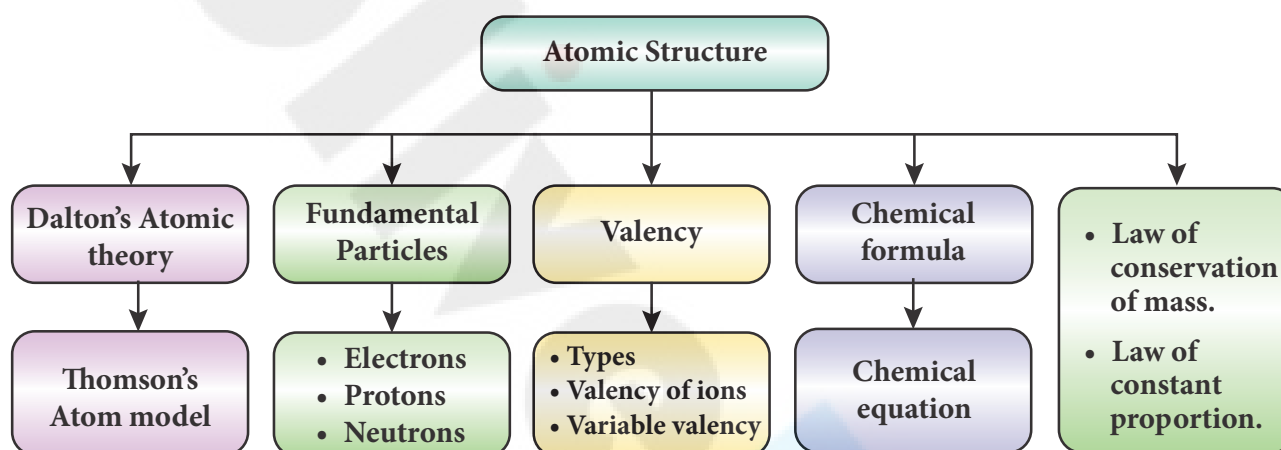 Atomic Structure
Dalton's Atomic
theory
Fundamental
Particles
Valency
Chemical
formula
• Law of
conservation
of mass.
• Law of
constant
proportion.
Thomson's
Atom model
• Electrons
• Protons
• Neutrons
• Types
• Valency of ions
• Variable valency
Chemical
equation